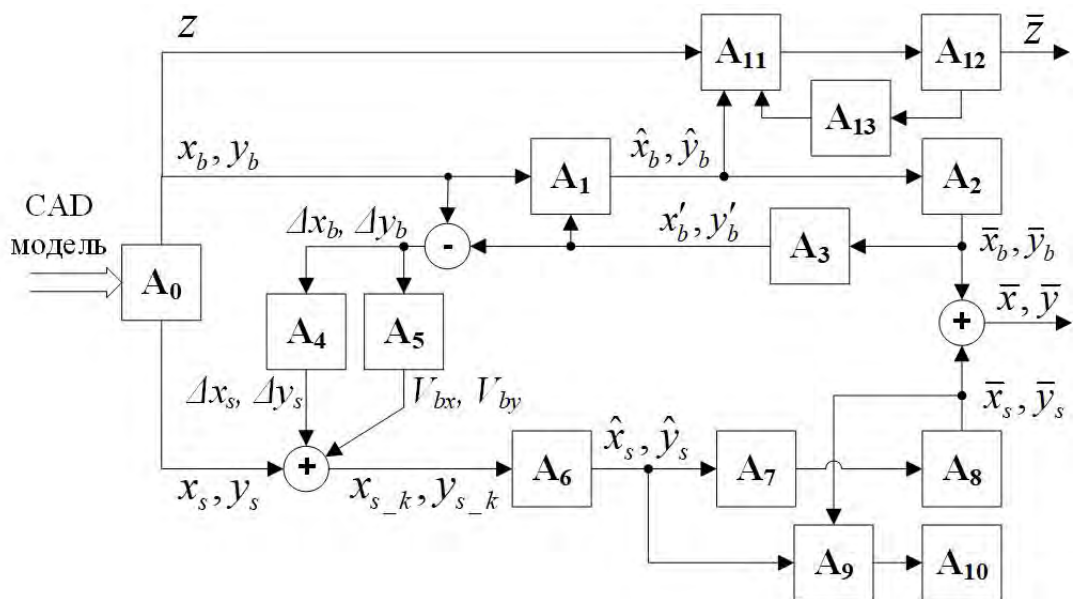 z
A₁₁
A₁₂
z̄
A₁₃
x_b, y_b
A₁
x̂_b, ŷ_b
A₂
CAD
модель
A₀
Δx_b, Δy_b
-
x′_b, y′_b
A₃
x̄_b, ȳ_b
A₄
A₅
+
x̄, ȳ
Δx_s, Δy_s
V_bx, V_by
x̄_s, ȳ_s
x_s, y_s
+
x_s_k, y_s_k
A₆
x̂_s, ŷ_s
A₇
A₈
A₉
A₁₀